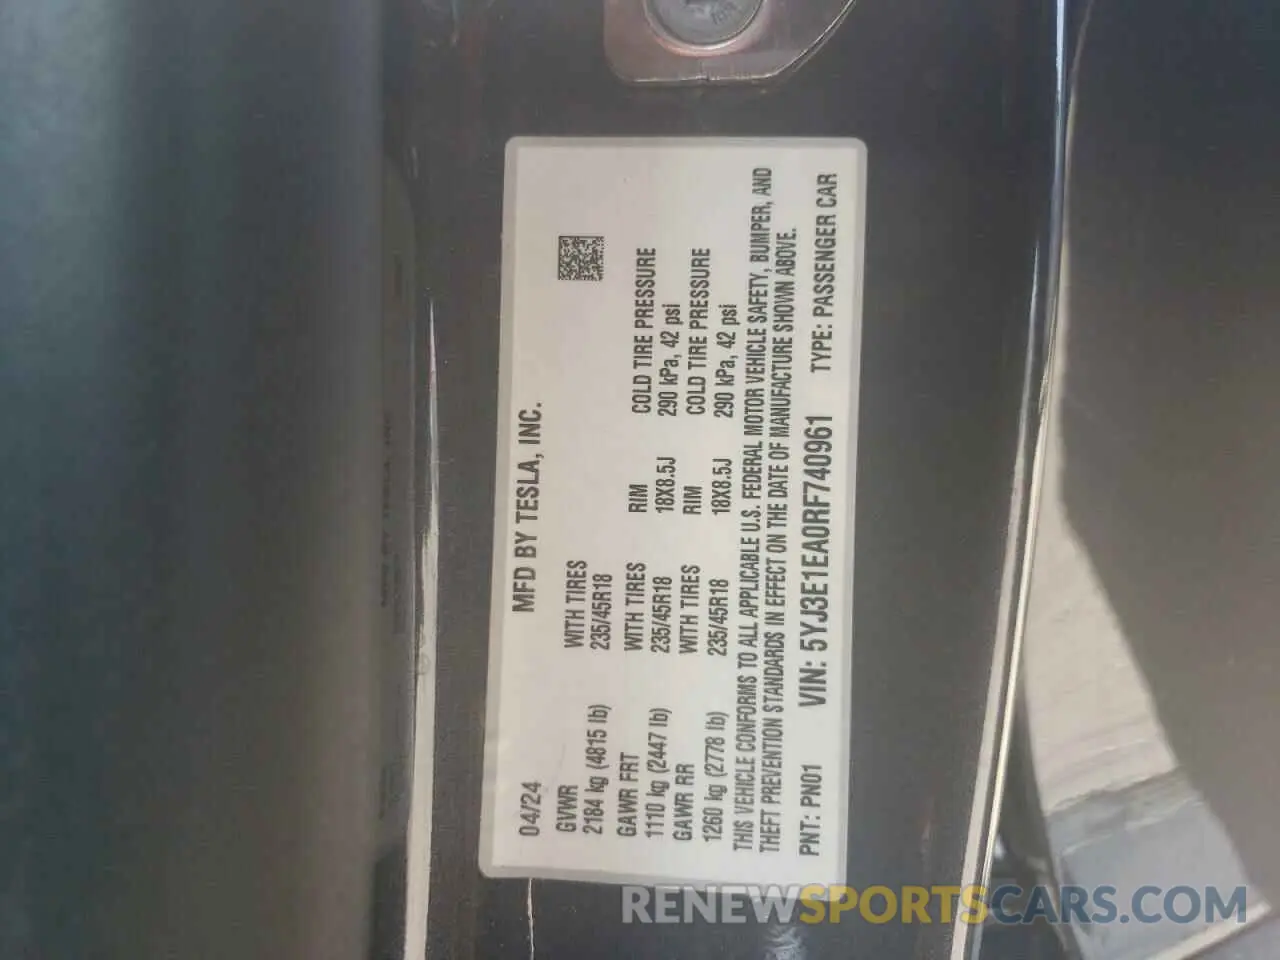 MFD BY TESLA, INC.
04/24
GVWR WITH TIRES
2184 kg (4815 lb) 235/45R18
GAWR FRT WITH TIRES RIM COLD TIRE PRESSURE
1110 kg (2447 lb) 235/45R18 18X8.5J 290 kPa, 42 psi
GAWR RR WITH TIRES RIM COLD TIRE PRESSURE
1260 kg (2778 lb) 235/45R18 18X8.5J 290 kPa, 42 psi
THIS VEHICLE CONFORMS TO ALL APPLICABLE U.S. FEDERAL MOTOR VEHICLE SAFETY, BUMPER, AND
THEFT PREVENTION STANDARDS IN EFFECT ON THE DATE OF MANUFACTURE SHOWN ABOVE.
PNT: PN01 VIN: 5YJ3E1EA0RF740961 TYPE: PASSENGER CAR
RENEWSPORTSCARS.COM